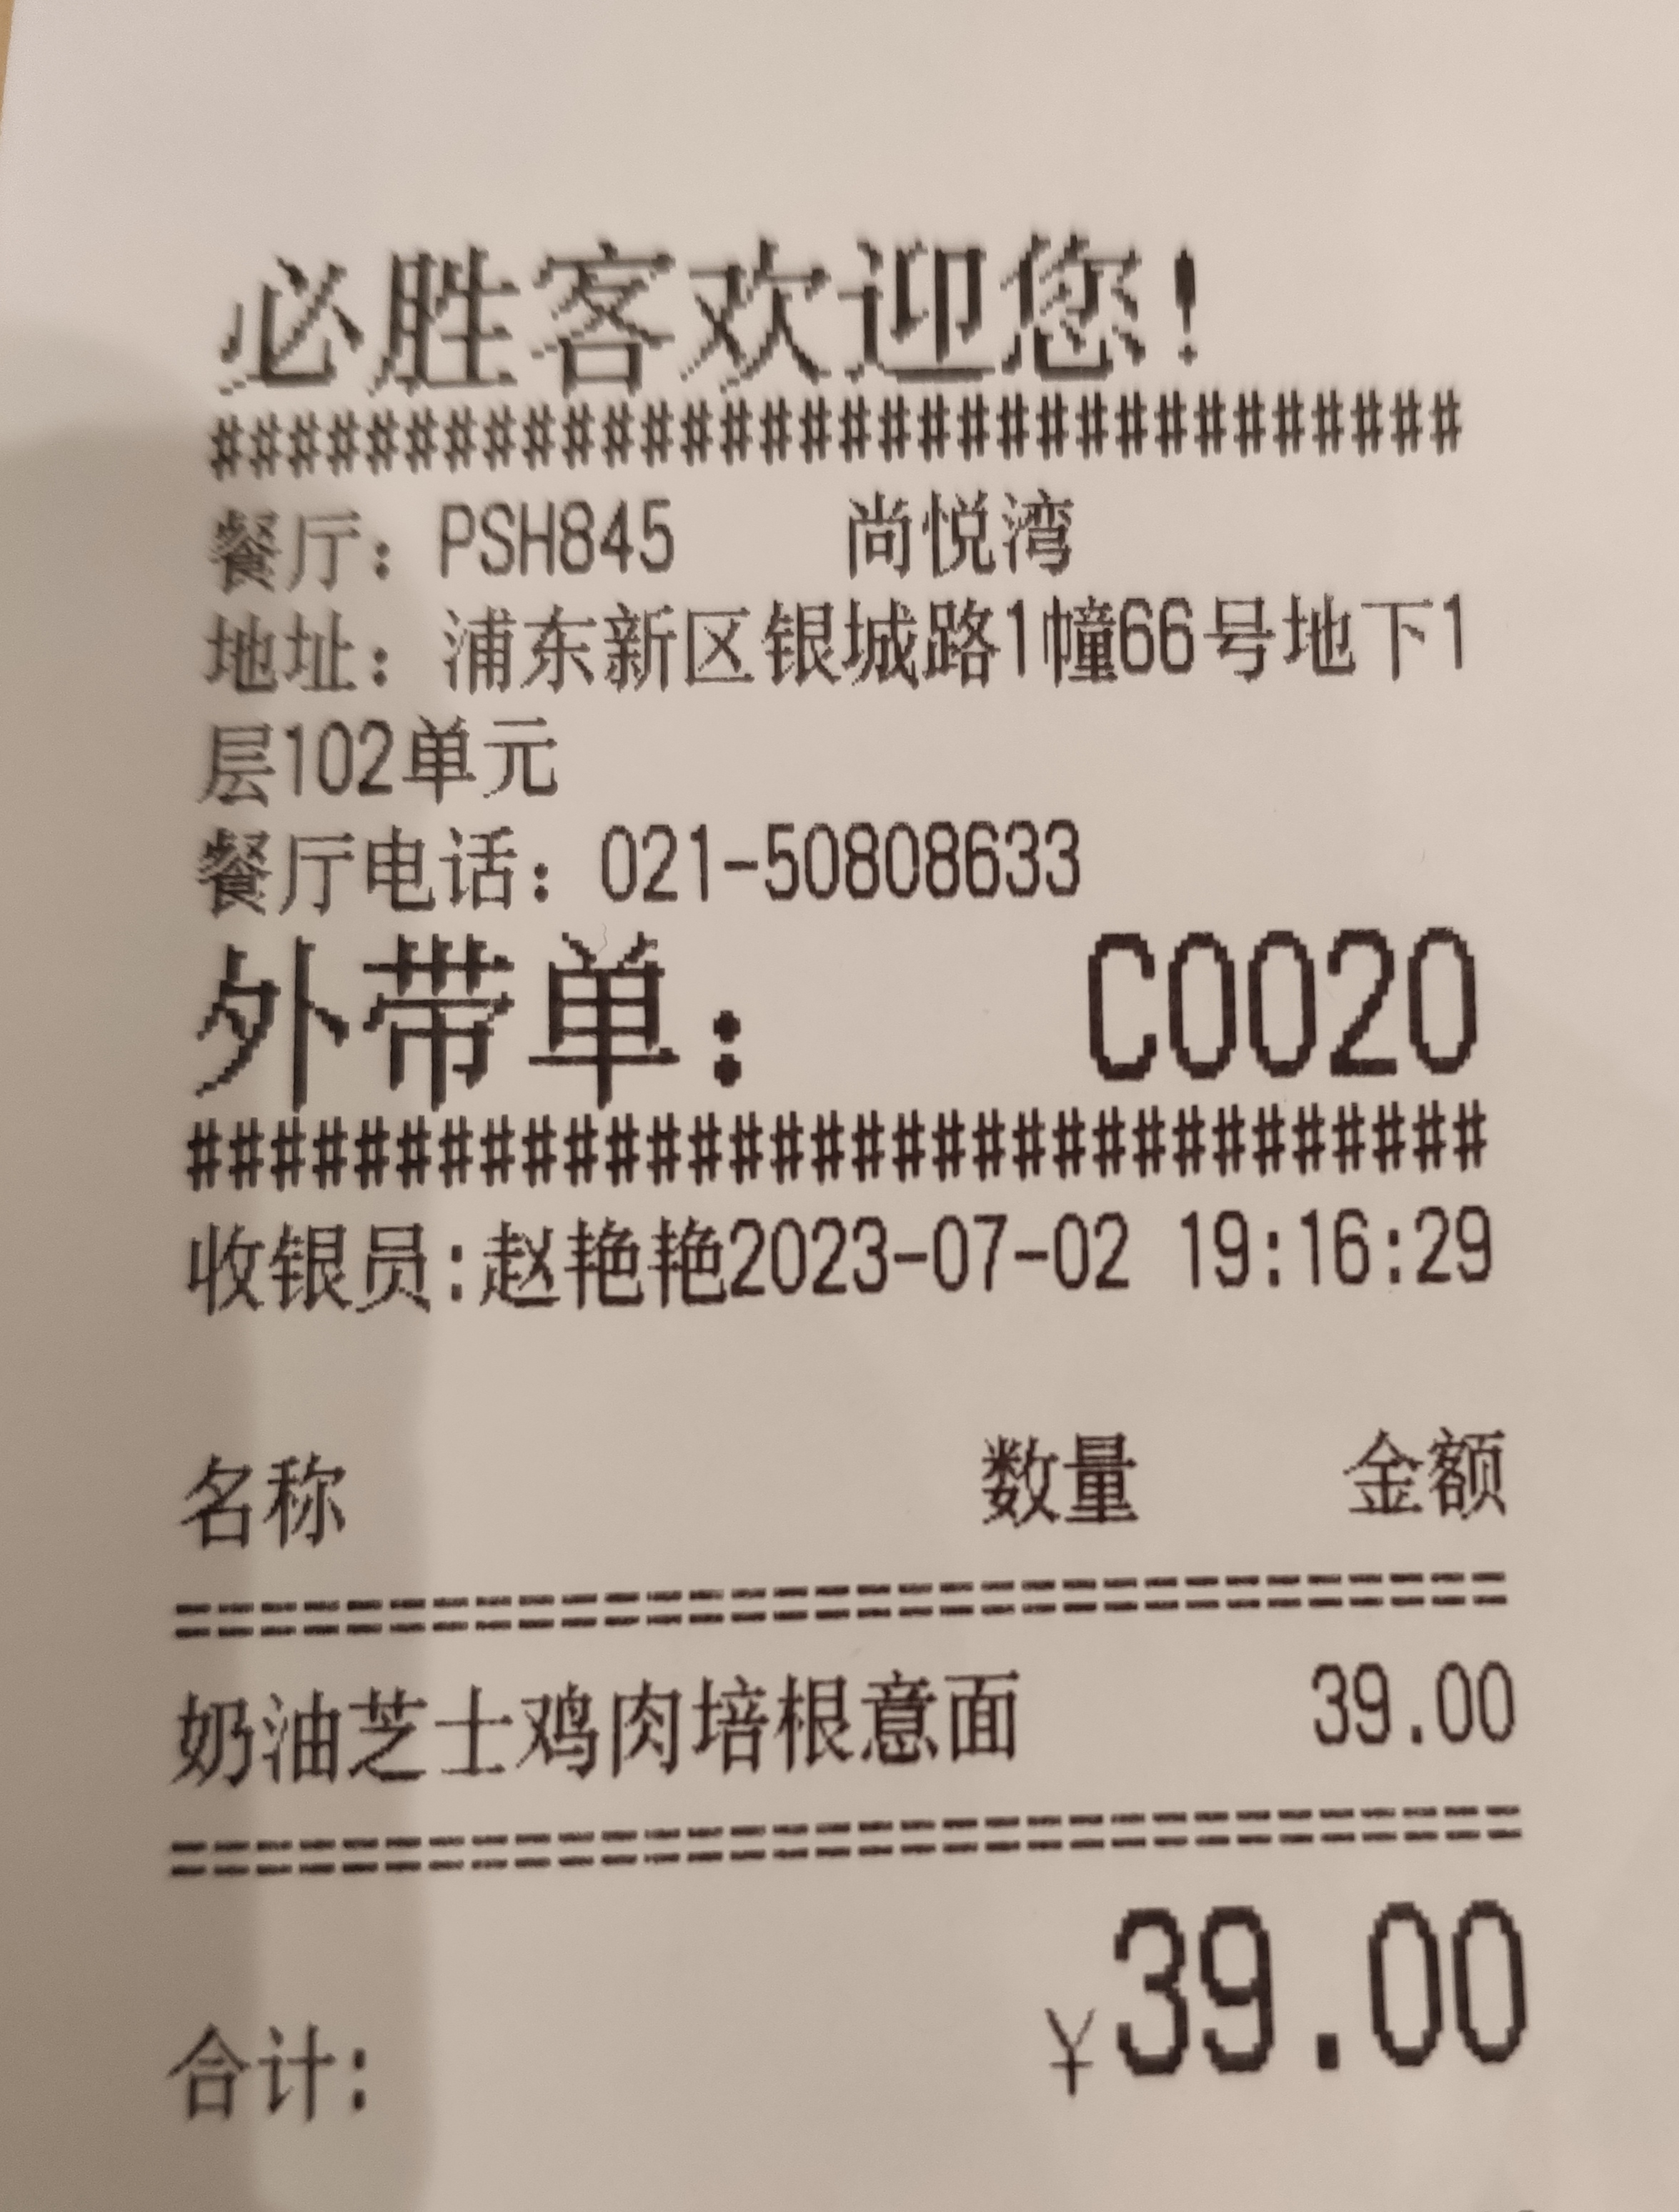 必胜客欢迎您!
################################
餐厅：PSH845 尚悦湾
地址：浦东新区银城路1幢66号地下1
层102单元
餐厅电话：021-50808633
外带单： C0020
################################
收银员:赵艳艳2023-07-02 19:16:29
名称 数量 金额
================================
奶油芝士鸡肉培根意面 39.00
================================
合计: ¥39.00